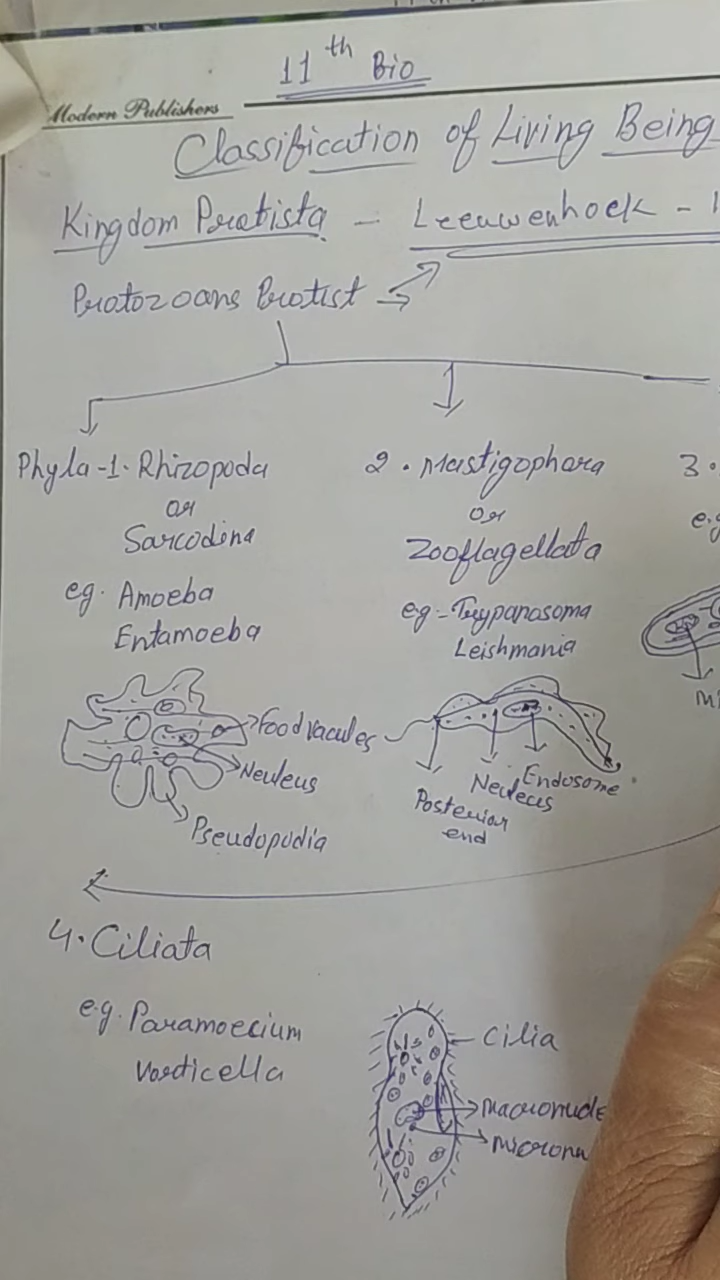 11th Bio
Modern Publishers
Classification of Living Being
Kingdom Protista - Leeuwenhoek -
Protozoans Protist
Phyla-1. Rhizopoda
or
Sarcodina
eg. Amoeba
Entamoeba
Food vacules
Neuleus
Pseudopodia
2. Mastigophora
or
Zooflagellata
eg- Trypanosoma
Leishmania
Posterior
end
Neuleus
Endosome
3.
e.g
Mi
4. Ciliata
e.g. Paramoecium
Vorticella
Cilia
Macronucle
Micronu